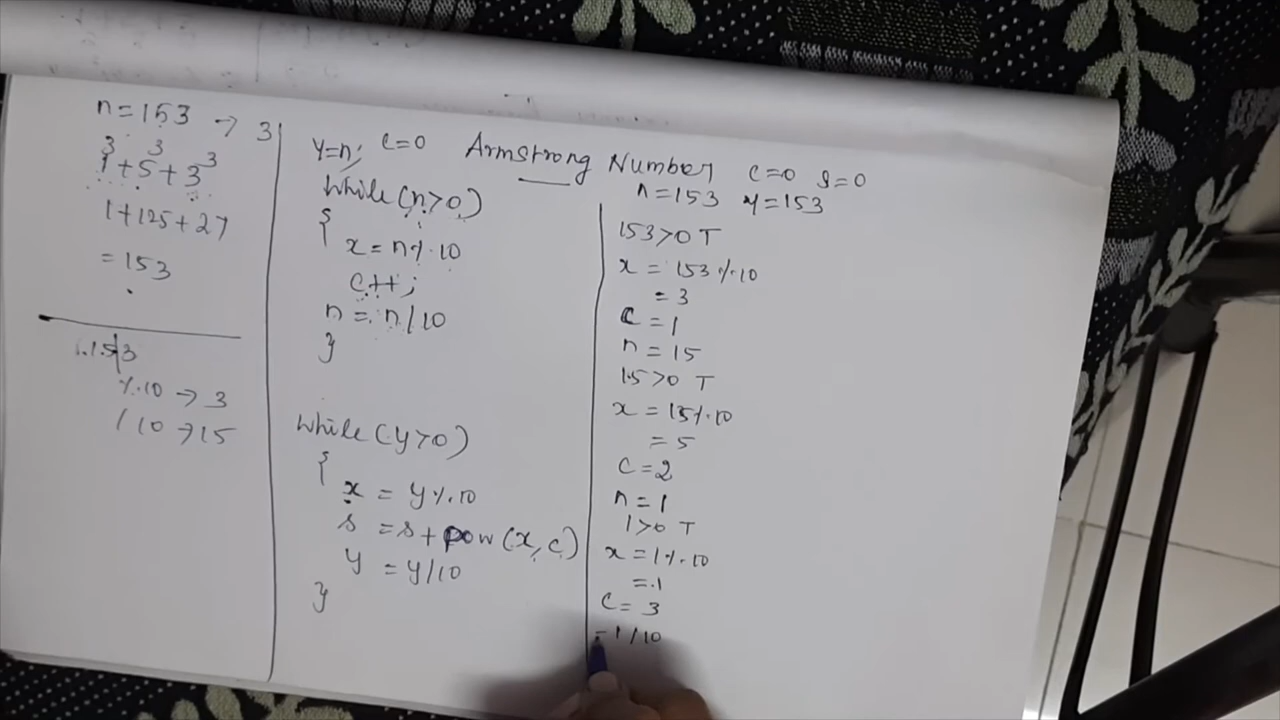 Armstrong Number
n=153 → 3
1³+5³+3³
1+125+27
=153
153
%10 → 3
/10 → 15
y=n; c=0
while(n>0)
{
x=n%10
c++;
n=n/10
}
while(y>0)
{
x = y%10
s = s+pow(x,c)
y = y/10
}
c=0 s=0
n=153 y=153
153>0 T
x = 153%10
= 3
c = 1
n = 15
15>0 T
x = 15%10
= 5
c = 2
n = 1
1>0 T
x = 1%10
= 1
c = 3
= 1/10